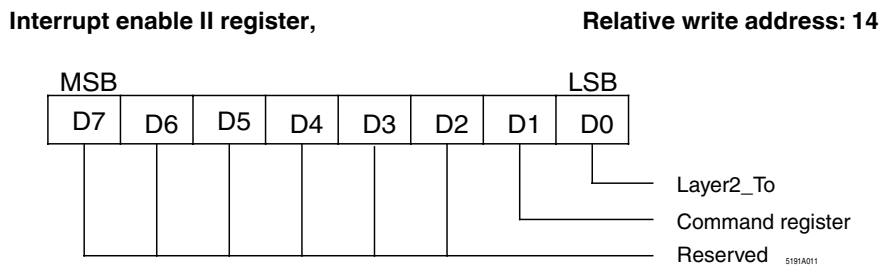 Interrupt enable II register, Relative write address: 14
MSB LSB
D7 D6 D5 D4 D3 D2 D1 D0
Layer2_To
Command register
Reserved 5191A011